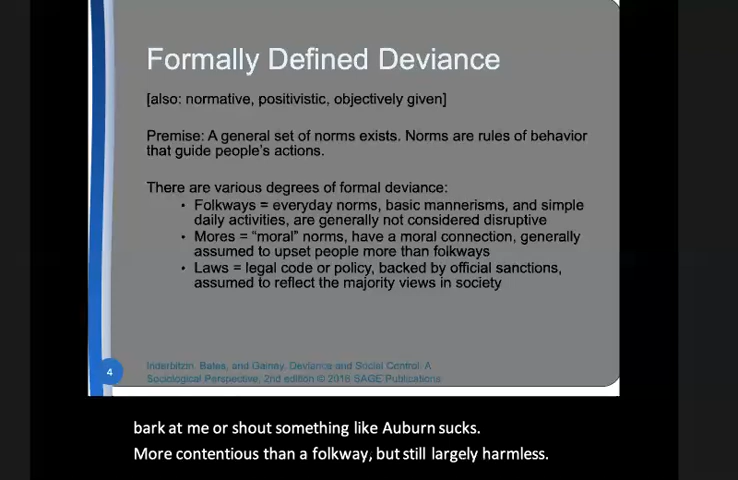 Formally Defined Deviance
[also: normative, positivistic, objectively given]
Premise: A general set of norms exists. Norms are rules of behavior
that guide people's actions.
There are various degrees of formal deviance:
• Folkways = everyday norms, basic mannerisms, and simple
daily activities, are generally not considered disruptive
• Mores = “moral” norms, have a moral connection, generally
assumed to upset people more than folkways
• Laws = legal code or policy, backed by official sanctions,
assumed to reflect the majority views in society
4
Inderbitzin, Bates, and Gainey. Deviance and Social Control: A
Sociological Perspective, 2nd edition © 2018 SAGE Publications
bark at me or shout something like Auburn sucks.
More contentious than a folkway, but still largely harmless.